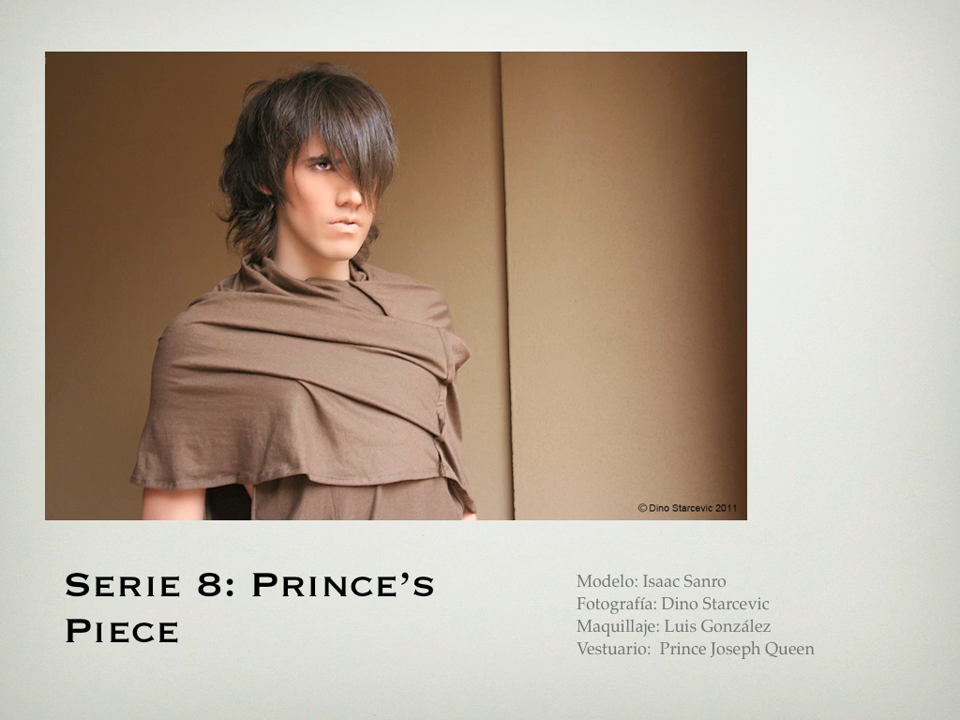 © Dino Starcevic 2011
Serie 8: Prince’s
Piece
Modelo: Isaac Sanro
Fotografía: Dino Starcevic
Maquillaje: Luis González
Vestuario: Prince Joseph Queen